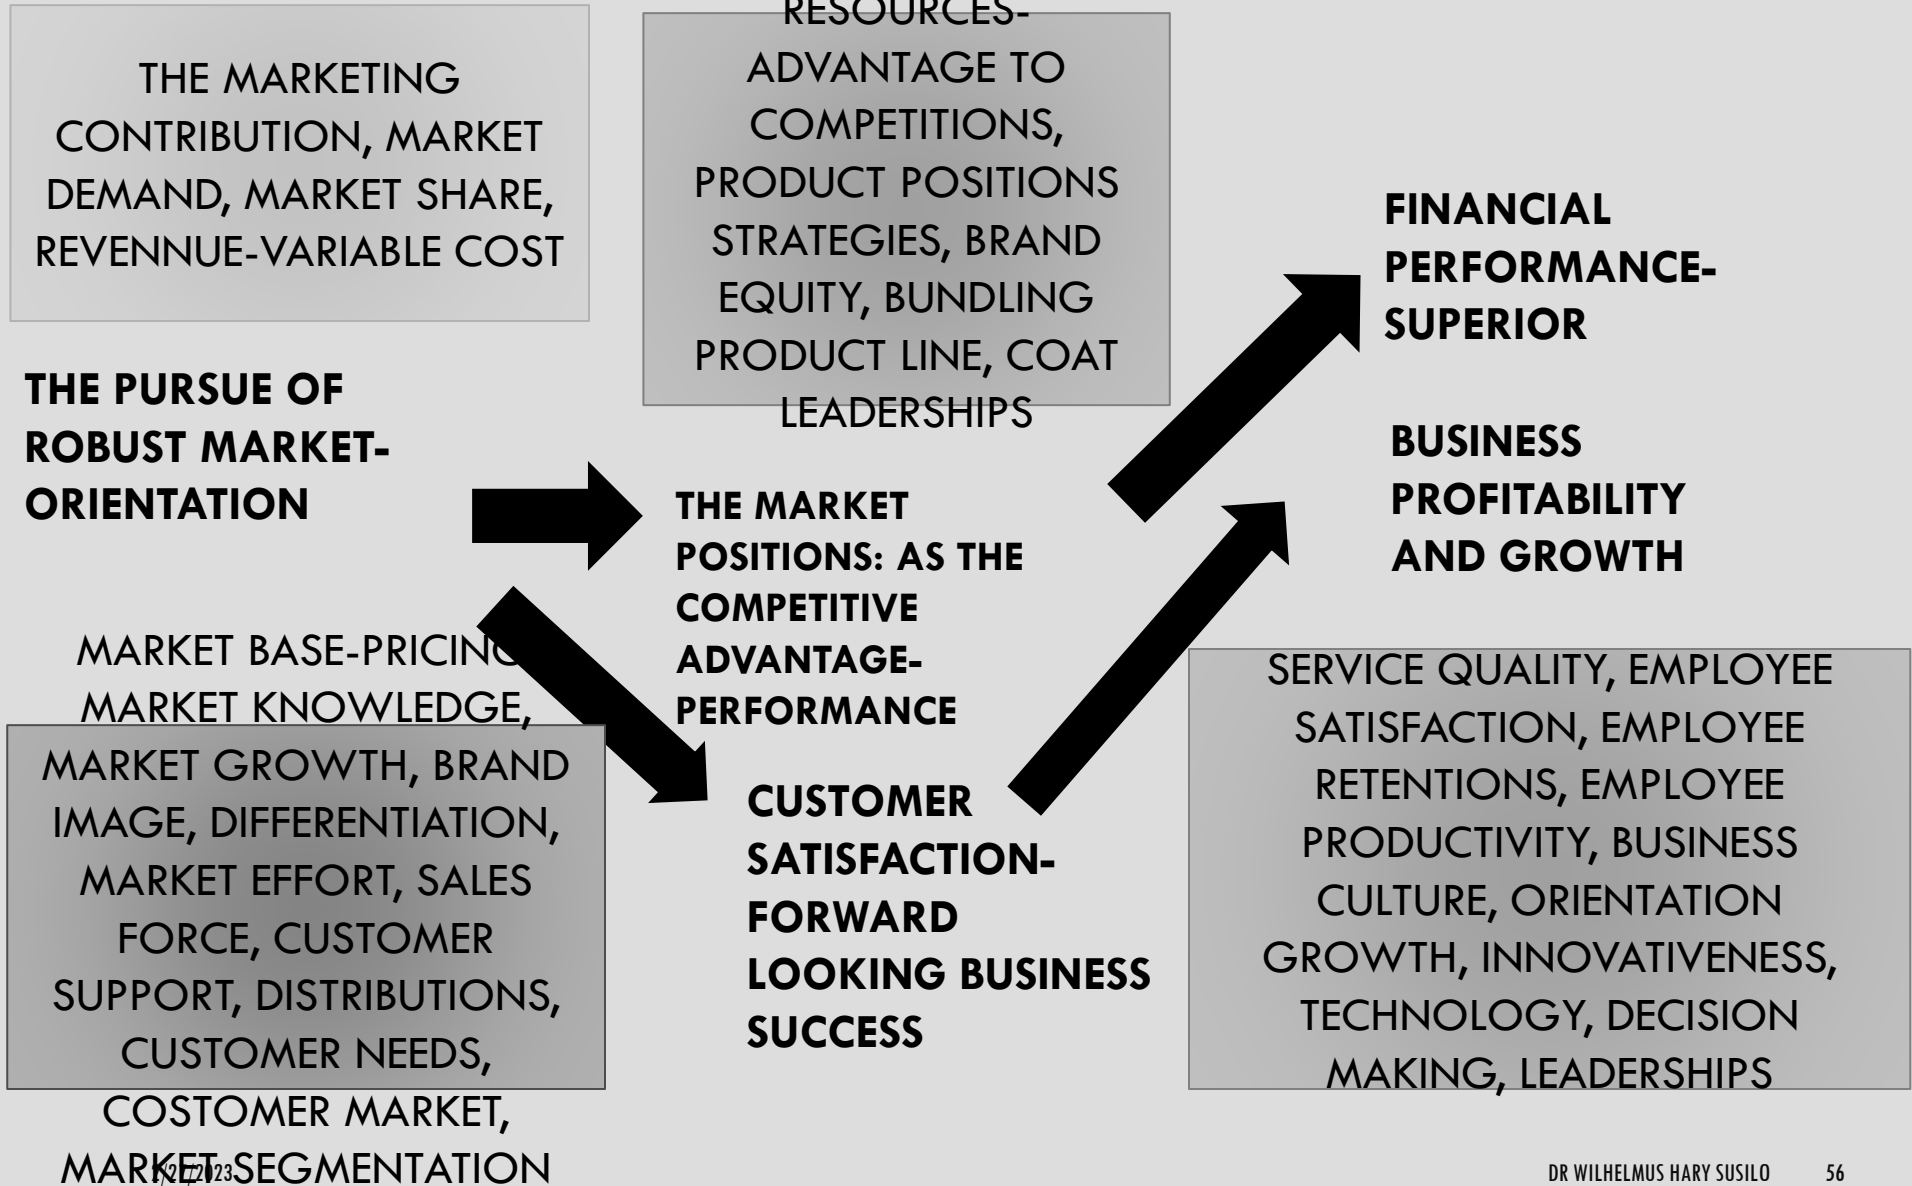 THE MARKETING
CONTRIBUTION, MARKET
DEMAND, MARKET SHARE,
REVENNUE-VARIABLE COST
THE PURSUE OF
ROBUST MARKET-
ORIENTATION
MARKET BASE-PRICING
MARKET KNOWLEDGE,
MARKET GROWTH, BRAND
IMAGE, DIFFERENTIATION,
MARKET EFFORT, SALES
FORCE, CUSTOMER
SUPPORT, DISTRIBUTIONS,
CUSTOMER NEEDS,
COSTOMER MARKET,
MARKET SEGMENTATION
RESOURCES-
ADVANTAGE TO
COMPETITIONS,
PRODUCT POSITIONS
STRATEGIES, BRAND
EQUITY, BUNDLING
PRODUCT LINE, COAT
LEADERSHIPS
THE MARKET
POSITIONS: AS THE
COMPETITIVE
ADVANTAGE-
PERFORMANCE
CUSTOMER
SATISFACTION-
FORWARD
LOOKING BUSINESS
SUCCESS
FINANCIAL
PERFORMANCE-
SUPERIOR
BUSINESS
PROFITABILITY
AND GROWTH
SERVICE QUALITY, EMPLOYEE
SATISFACTION, EMPLOYEE
RETENTIONS, EMPLOYEE
PRODUCTIVITY, BUSINESS
CULTURE, ORIENTATION
GROWTH, INNOVATIVENESS,
TECHNOLOGY, DECISION
MAKING, LEADERSHIPS
DR WILHELMUS HARY SUSILO 56